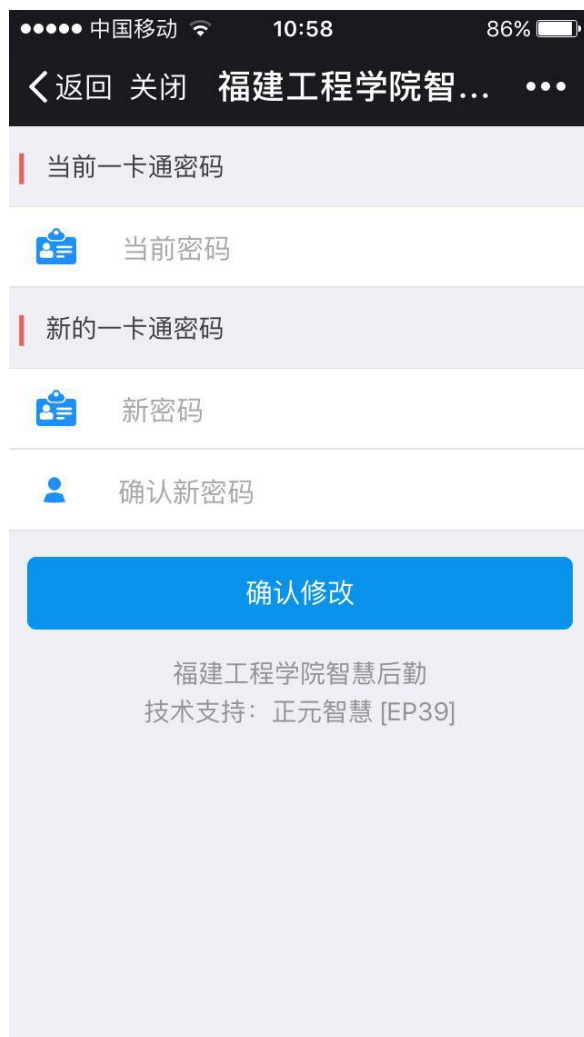 中国移动 10:58 86%
返回 关闭 福建工程学院智... •••
当前一卡通密码
当前密码
新的一卡通密码
新密码
确认新密码
确认修改
福建工程学院智慧后勤
技术支持：正元智慧 [EP39]